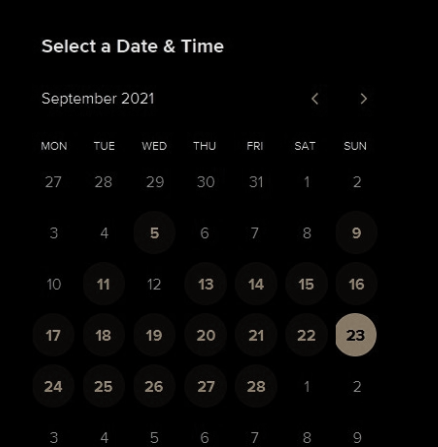 Select a Date & Time
September 2021
MON TUE WED THU FRI SAT SUN
27 28 29 30 31 1 2
3 4 5 6 7 8 9
10 11 12 13 14 15 16
17 18 19 20 21 22 23
24 25 26 27 28 1 2
3 4 5 6 7 8 9